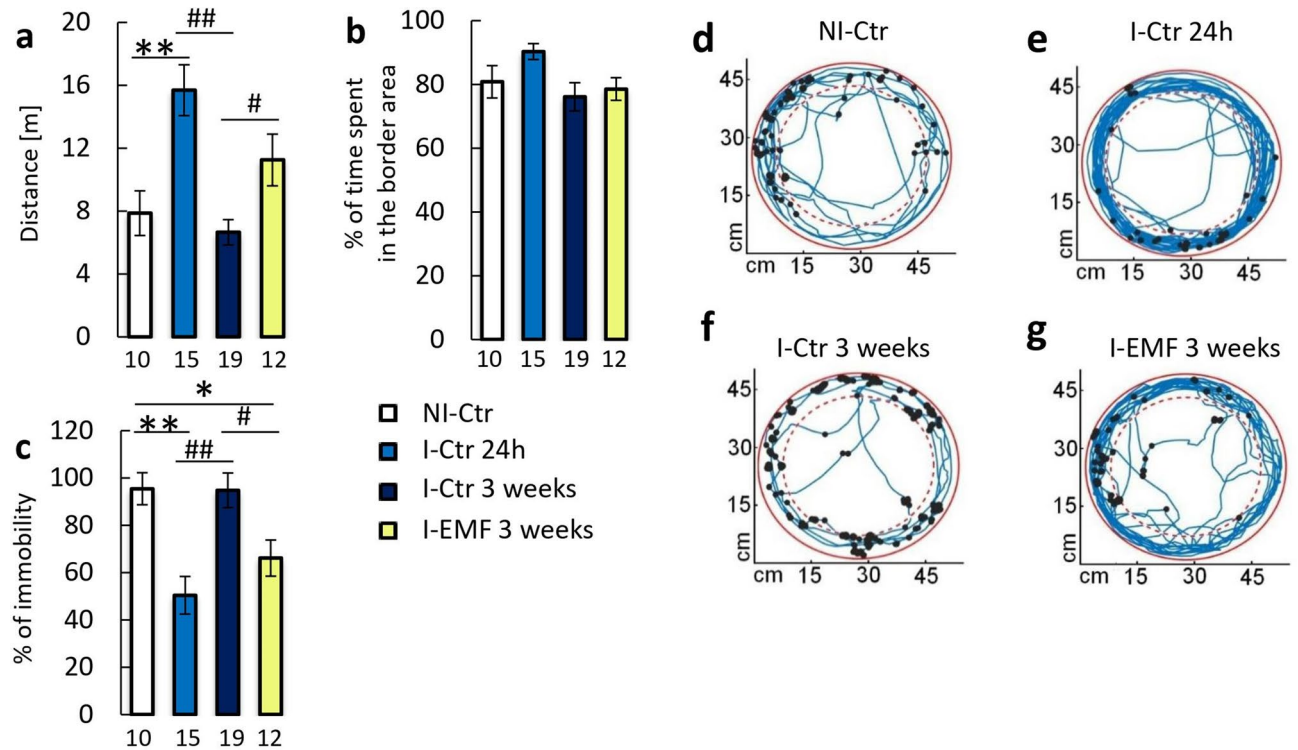 a
Distance [m]
20
16
12
8
4
0
**
##
#
10 15 19 12
b
% of time spent
in the border area
100
80
60
40
20
0
10 15 19 12
c
% of immobility
120
100
80
60
40
20
0
*
**
#
##
10 15 19 12
NI-Ctr
I-Ctr 24h
I-Ctr 3 weeks
I-EMF 3 weeks
d
NI-Ctr
45
30
15
cm
cm 15 30 45
e
I-Ctr 24h
45
30
15
cm
cm 15 30 45
f
I-Ctr 3 weeks
45
30
15
cm
cm 15 30 45
g
I-EMF 3 weeks
45
30
15
cm
cm 15 30 45